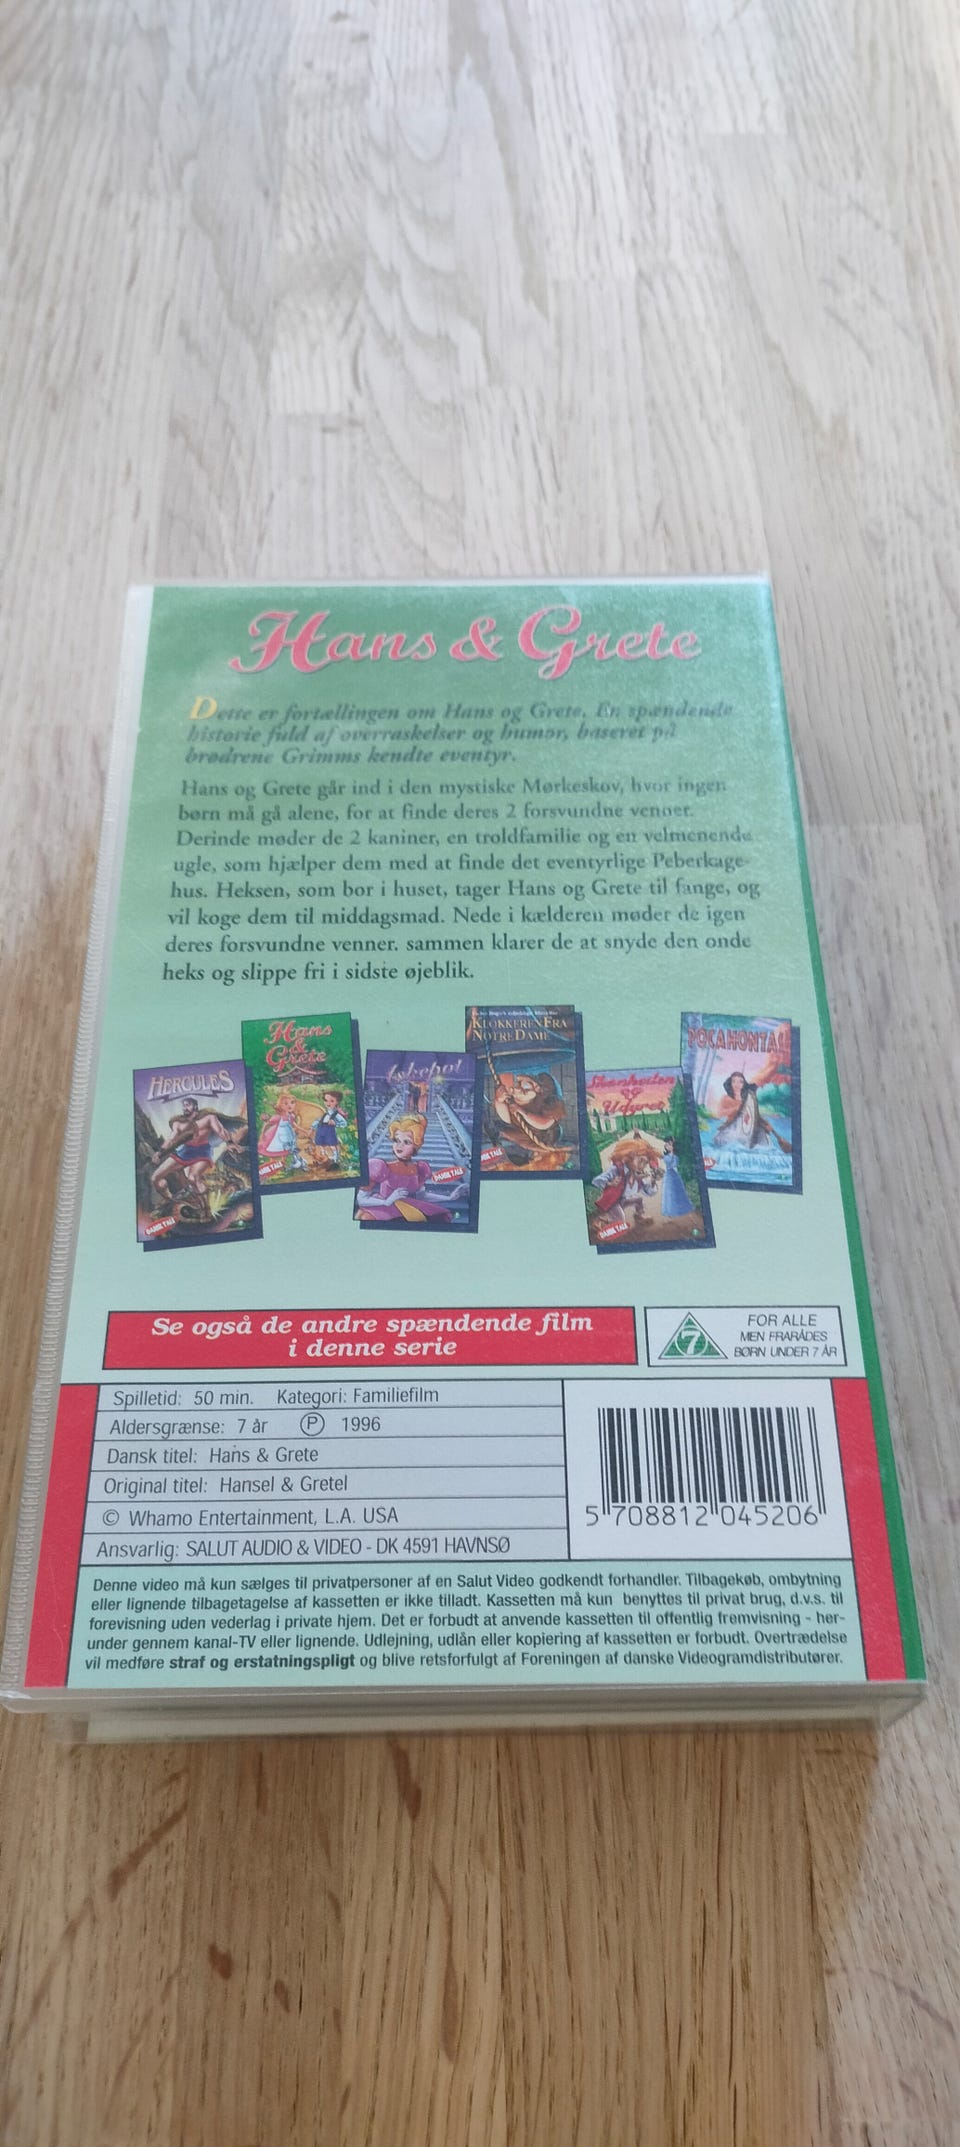 Hans & Grete
Dette er fortællingen om Hans og Grete. En spændende
historie fuld af overraskelser og humor, baseret på
brødrene Grimms kendte eventyr.
Hans og Grete går ind i den mystiske Mørkeskov, hvor ingen
børn må gå alene, for at finde deres 2 forsvundne venner.
Derinde møder de 2 kaniner, en troldfamilie og en velmenende
ugle, som hjælper dem med at finde det eventyrlige Peberkage-
hus. Heksen, som bor i huset, tager Hans og Grete til fange, og
vil koge dem til middagsmad. Nede i kælderen møder de igen
deres forsvundne venner. sammen klarer de at snyde den onde
heks og slippe fri i sidste øjeblik.
HERCULES
DANSK TALE
Hans
&
Grete
DANSK TALE
Askepot
DANSK TALE
KLOKKEREN FRA
NOTRE DAME
Skønheden
og
Udyret
DANSK TALE
POCAHONTAS
Se også de andre spændende film
i denne serie
7
FOR ALLE
MEN FRARÅDES
BØRN UNDER 7 ÅR
Spilletid: 50 min. Kategori: Familiefilm
Aldersgrænse: 7 år Ⓟ 1996
Dansk titel: Hans & Grete
Original titel: Hansel & Gretel
© Whamo Entertainment, L.A. USA
Ansvarlig: SALUT AUDIO & VIDEO - DK 4591 HAVNSØ
5 708812 045206
Denne video må kun sælges til privatpersoner af en Salut Video godkendt forhandler. Tilbagekøb, ombytning
eller lignende tilbagetagelse af kassetten er ikke tilladt. Kassetten må kun benyttes til privat brug, d.v.s. til
forevisning uden vederlag i private hjem. Det er forbudt at anvende kassetten til offentlig fremvisning - her-
under gennem kanal-TV eller lignende. Udlejning, udlån eller kopiering af kassetten er forbudt. Overtrædelse
vil medføre straf og erstatningspligt og blive retsforfulgt af Foreningen af danske Videogramdistributører.